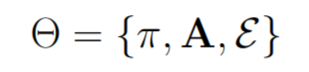 Θ = {π, A, ℰ}